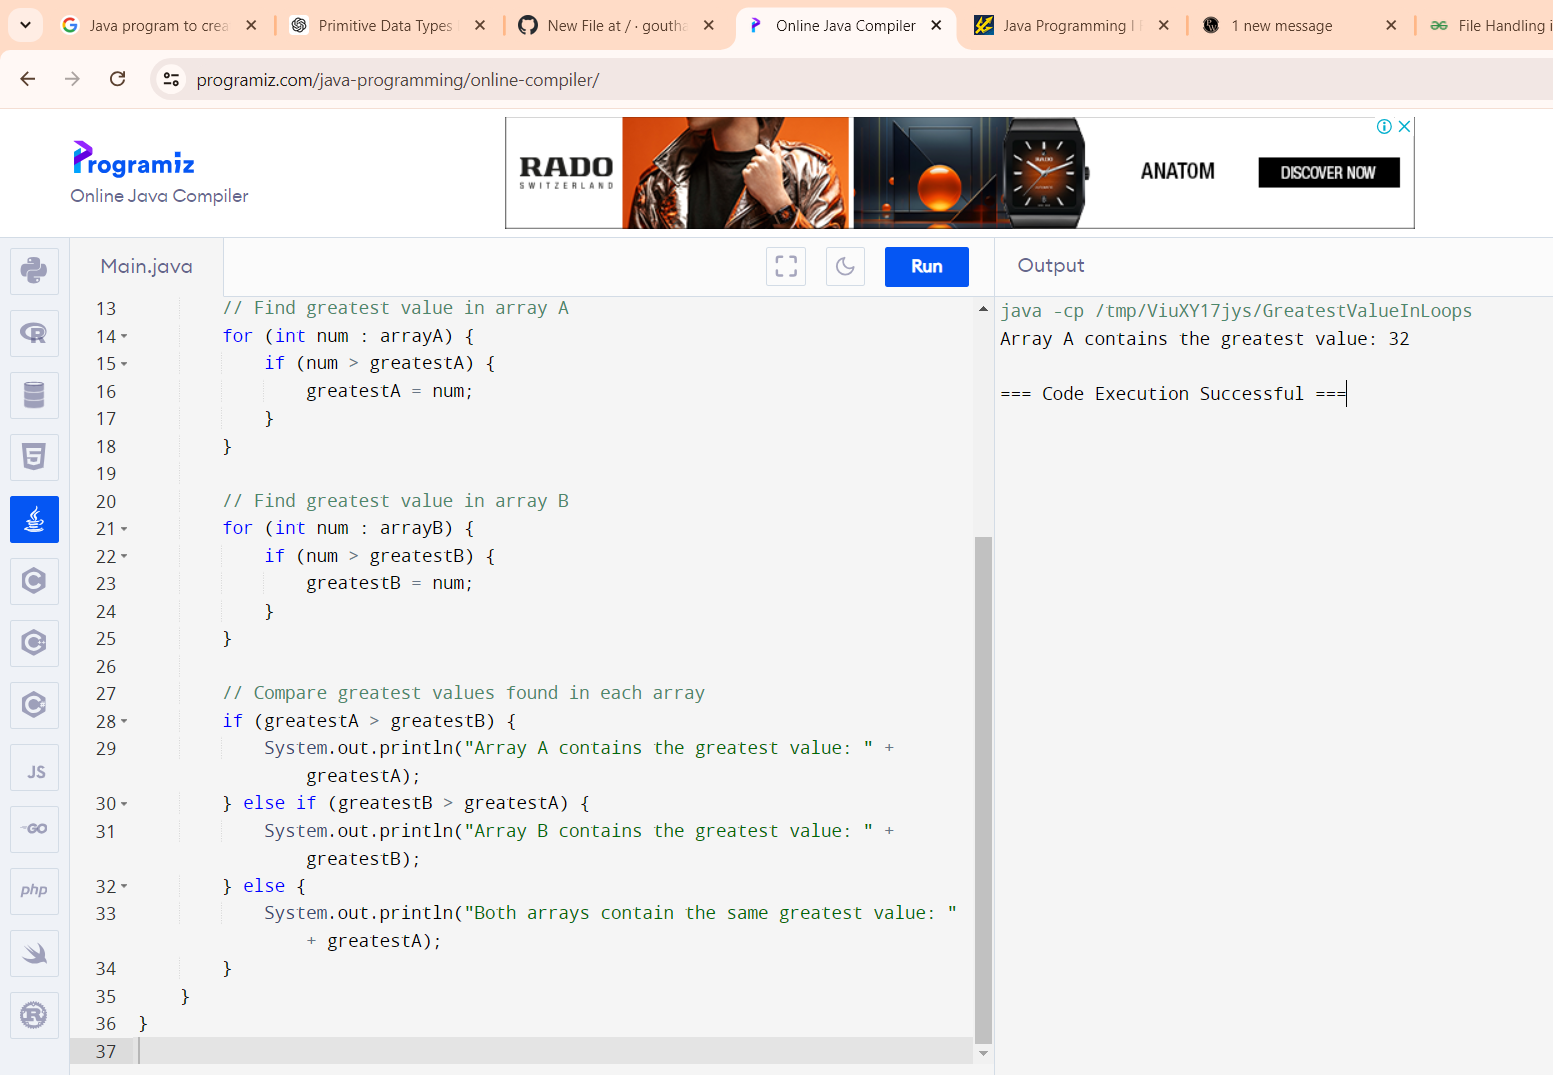 Java program to crea
Primitive Data Types
New File at / · goutha
Online Java Compiler
Java Programming I
1 new message
File Handling i
programiz.com/java-programming/online-compiler/
Programiz
Online Java Compiler
RADO
SWITZERLAND
ANATOM
DISCOVER NOW
Main.java
Run
Output
13 // Find greatest value in array A
14 for (int num : arrayA) {
15 if (num > greatestA) {
16 greatestA = num;
17 }
18 }
19
20 // Find greatest value in array B
21 for (int num : arrayB) {
22 if (num > greatestB) {
23 greatestB = num;
24 }
25 }
26
27 // Compare greatest values found in each array
28 if (greatestA > greatestB) {
29 System.out.println("Array A contains the greatest value: " +
greatestA);
30 } else if (greatestB > greatestA) {
31 System.out.println("Array B contains the greatest value: " +
greatestB);
32 } else {
33 System.out.println("Both arrays contain the same greatest value: "
+ greatestA);
34 }
35 }
36 }
37
java -cp /tmp/ViuXY17jys/GreatestValueInLoops
Array A contains the greatest value: 32
=== Code Execution Successful ===
JS
GO
php